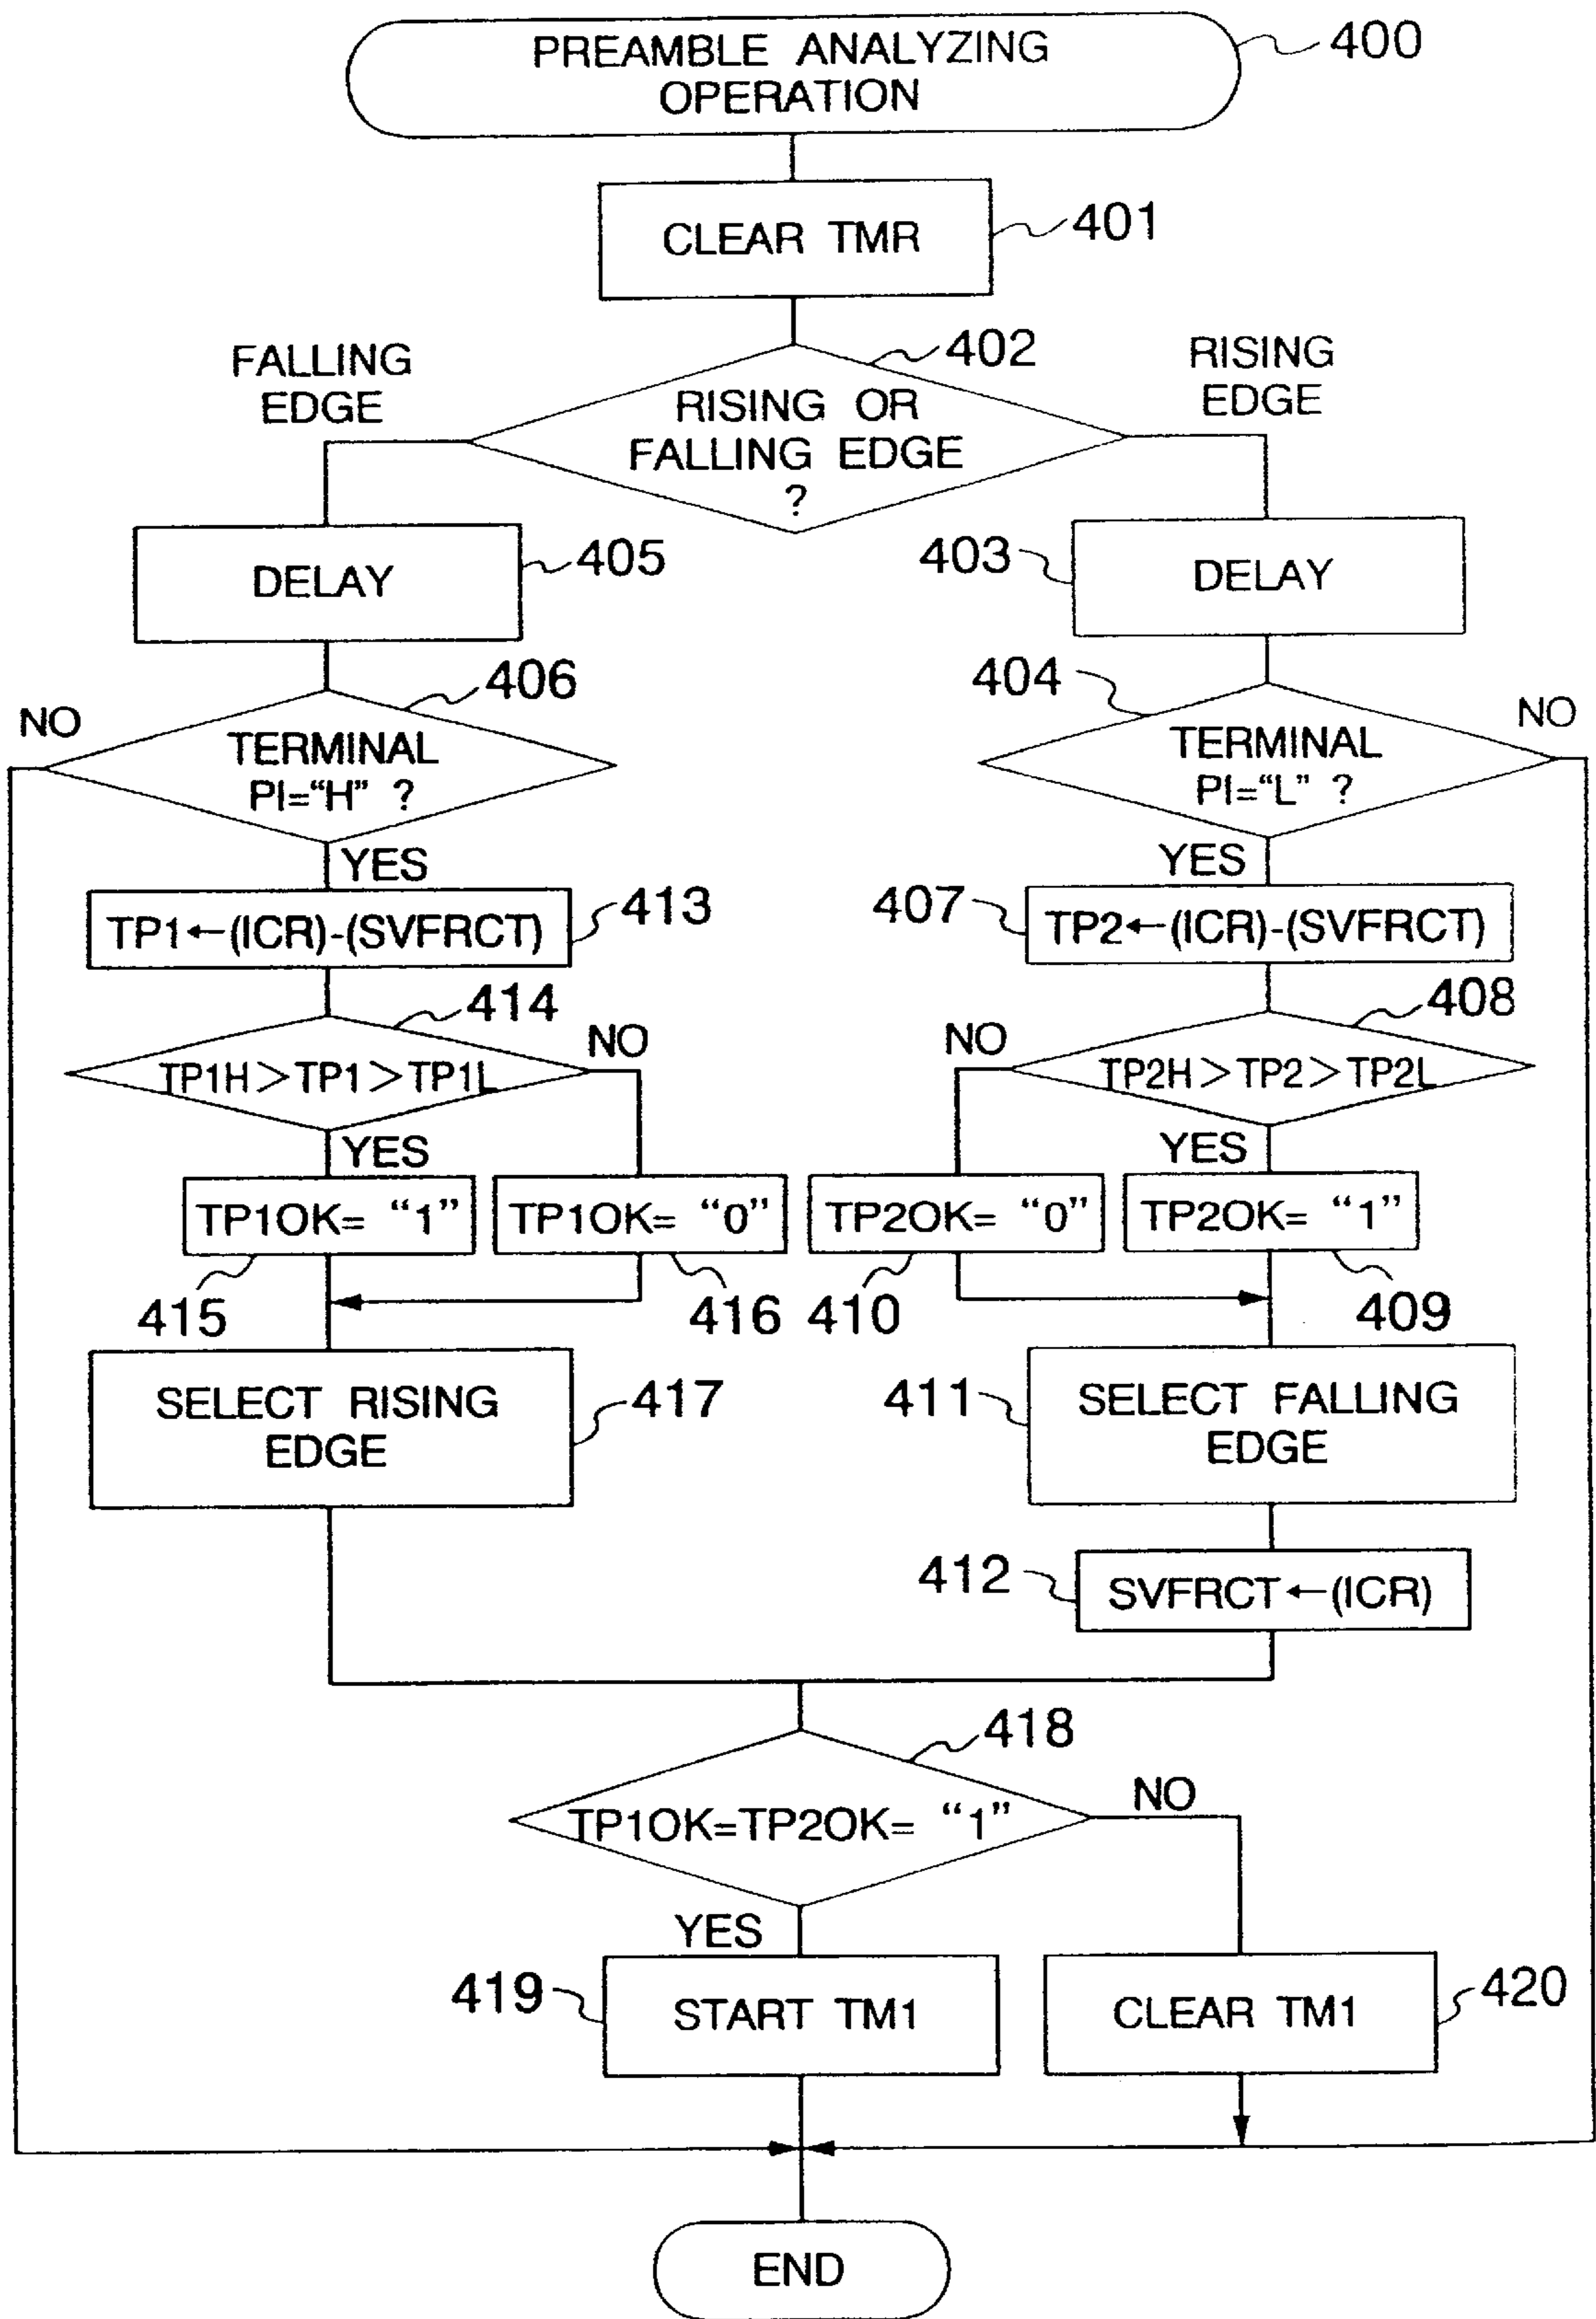 PREAMBLE ANALYZING
OPERATION
400
CLEAR TMR
401
402
FALLING
EDGE
RISING
EDGE
RISING OR
FALLING EDGE
?
DELAY
405
403
DELAY
406
404
NO
TERMINAL
PI=“H” ?
TERMINAL
PI=“L” ?
NO
YES
YES
TP1←(ICR)-(SVFRCT)
413
407
TP2←(ICR)-(SVFRCT)
414
408
NO
NO
TP1H>TP1>TP1L
TP2H>TP2>TP2L
YES
YES
TP1OK= “1”
TP1OK= “0”
TP2OK= “0”
TP2OK= “1”
415
416
410
409
SELECT RISING
EDGE
417
411
SELECT FALLING
EDGE
412
SVFRCT←(ICR)
418
TP1OK=TP2OK= “1”
NO
YES
419
START TM1
CLEAR TM1
420
END